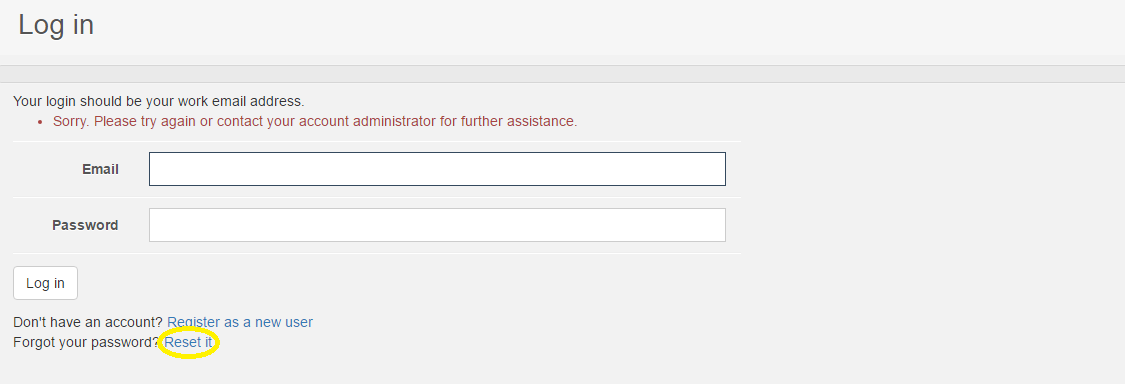 Log in
Your login should be your work email address.
Sorry. Please try again or contact your account administrator for further assistance.
Email
Password
Log in
Don't have an account? Register as a new user
Forgot your password? Reset it